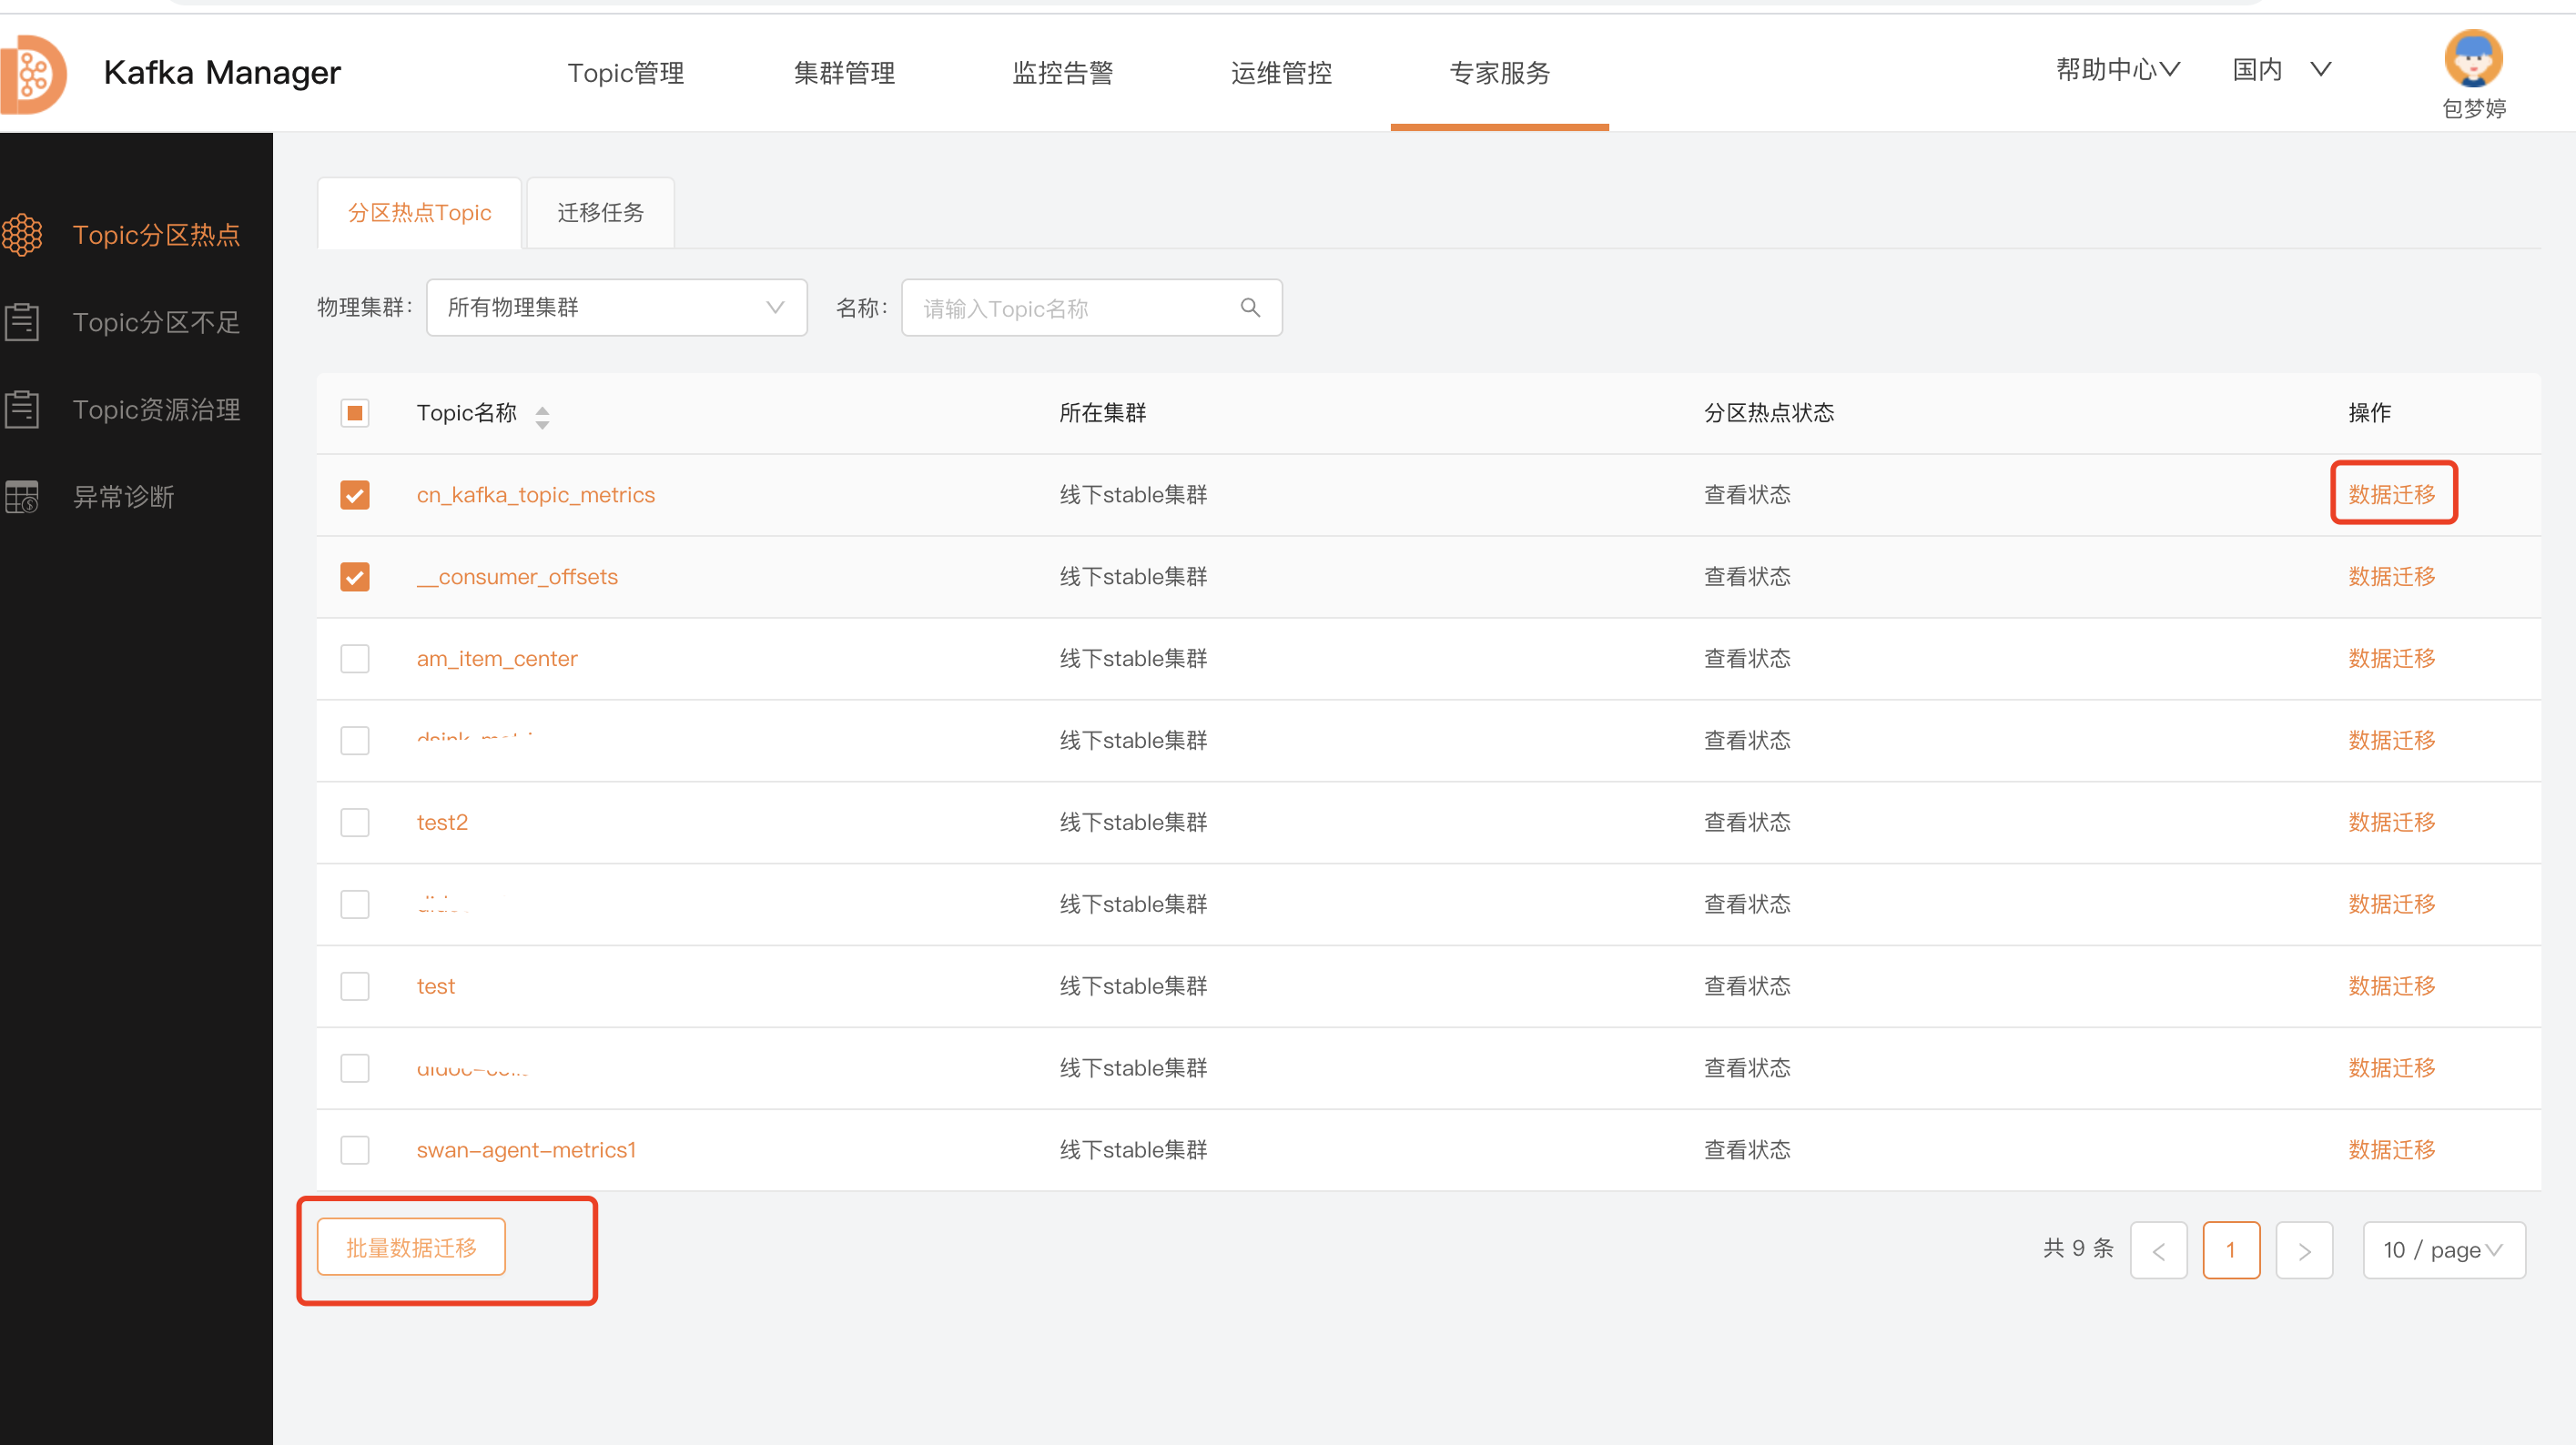 Kafka Manager
Topic管理
集群管理
监控告警
运维管控
专家服务
帮助中心
国内
包梦婷
Topic分区热点
Topic分区不足
Topic资源治理
异常诊断
分区热点Topic
迁移任务
物理集群: 所有物理集群
名称: 请输入Topic名称
Topic名称 所在集群 分区热点状态 操作
cn_kafka_topic_metrics 线下stable集群 查看状态 数据迁移
__consumer_offsets 线下stable集群 查看状态 数据迁移
am_item_center 线下stable集群 查看状态 数据迁移
线下stable集群 查看状态 数据迁移
test2 线下stable集群 查看状态 数据迁移
线下stable集群 查看状态 数据迁移
test 线下stable集群 查看状态 数据迁移
线下stable集群 查看状态 数据迁移
swan-agent-metrics1 线下stable集群 查看状态 数据迁移
批量数据迁移
共 9 条 < 1 > 10 / page